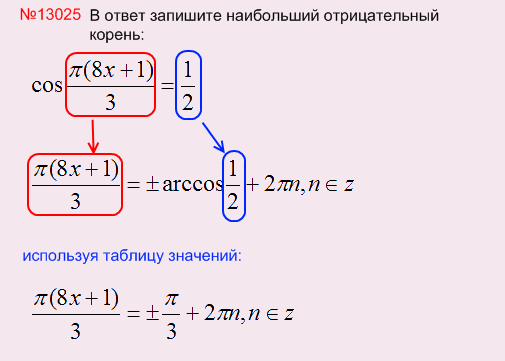 №13025 В ответ запишите наибольший отрицательный
корень:
cos π(8x+1)/3 = 1/2
π(8x+1)/3 = ±arccos 1/2 + 2πn, n ∈ z
используя таблицу значений:
π(8x+1)/3 = ± π/3 + 2πn, n ∈ z